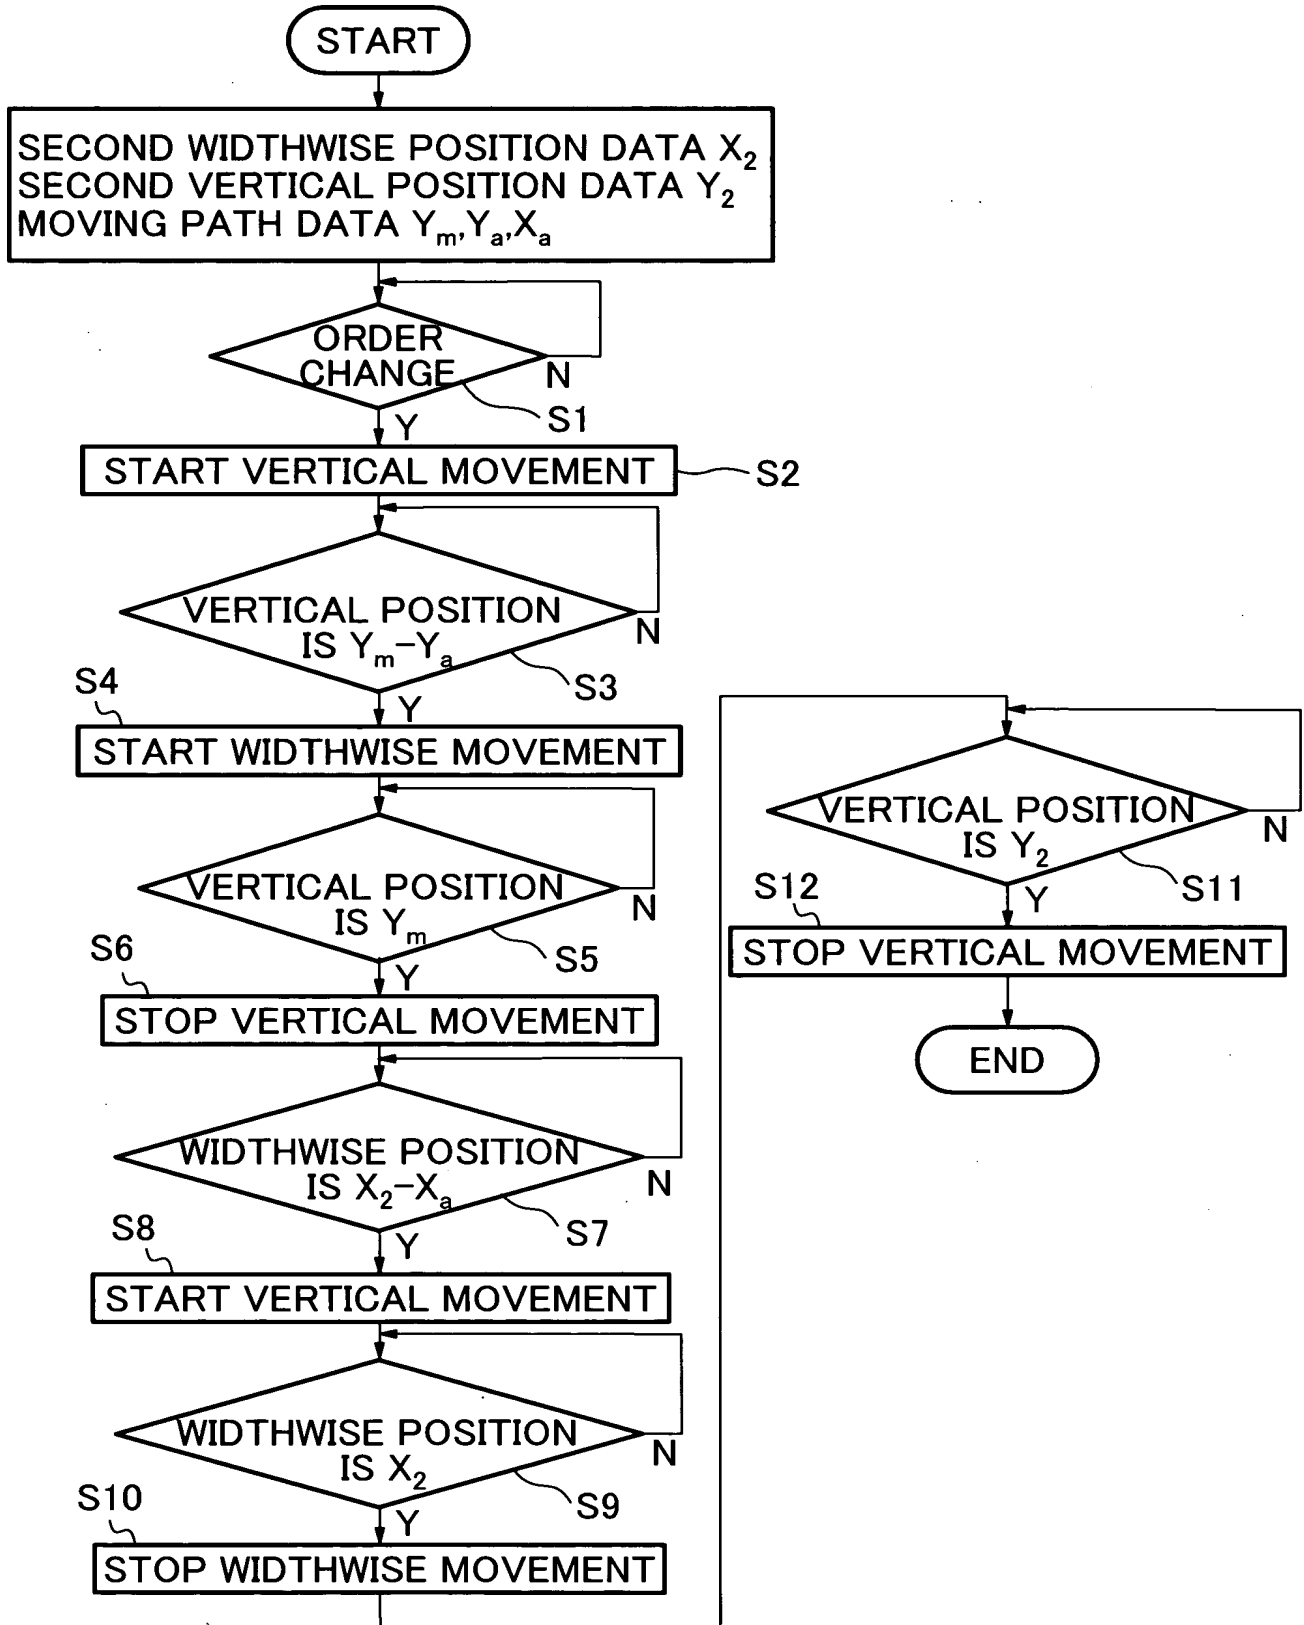 START
SECOND WIDTHWISE POSITION DATA X₂
SECOND VERTICAL POSITION DATA Y₂
MOVING PATH DATA Yₘ,Yₐ,Xₐ
ORDER
CHANGE
N
S1
Y
START VERTICAL MOVEMENT
S2
VERTICAL POSITION
IS Yₘ-Yₐ
N
S3
Y
S4
START WIDTHWISE MOVEMENT
VERTICAL POSITION
IS Yₘ
N
S5
Y
S6
STOP VERTICAL MOVEMENT
WIDTHWISE POSITION
IS X₂-Xₐ
N
S7
Y
S8
START VERTICAL MOVEMENT
WIDTHWISE POSITION
IS X₂
N
S9
Y
S10
STOP WIDTHWISE MOVEMENT
VERTICAL POSITION
IS Y₂
N
S11
Y
S12
STOP VERTICAL MOVEMENT
END